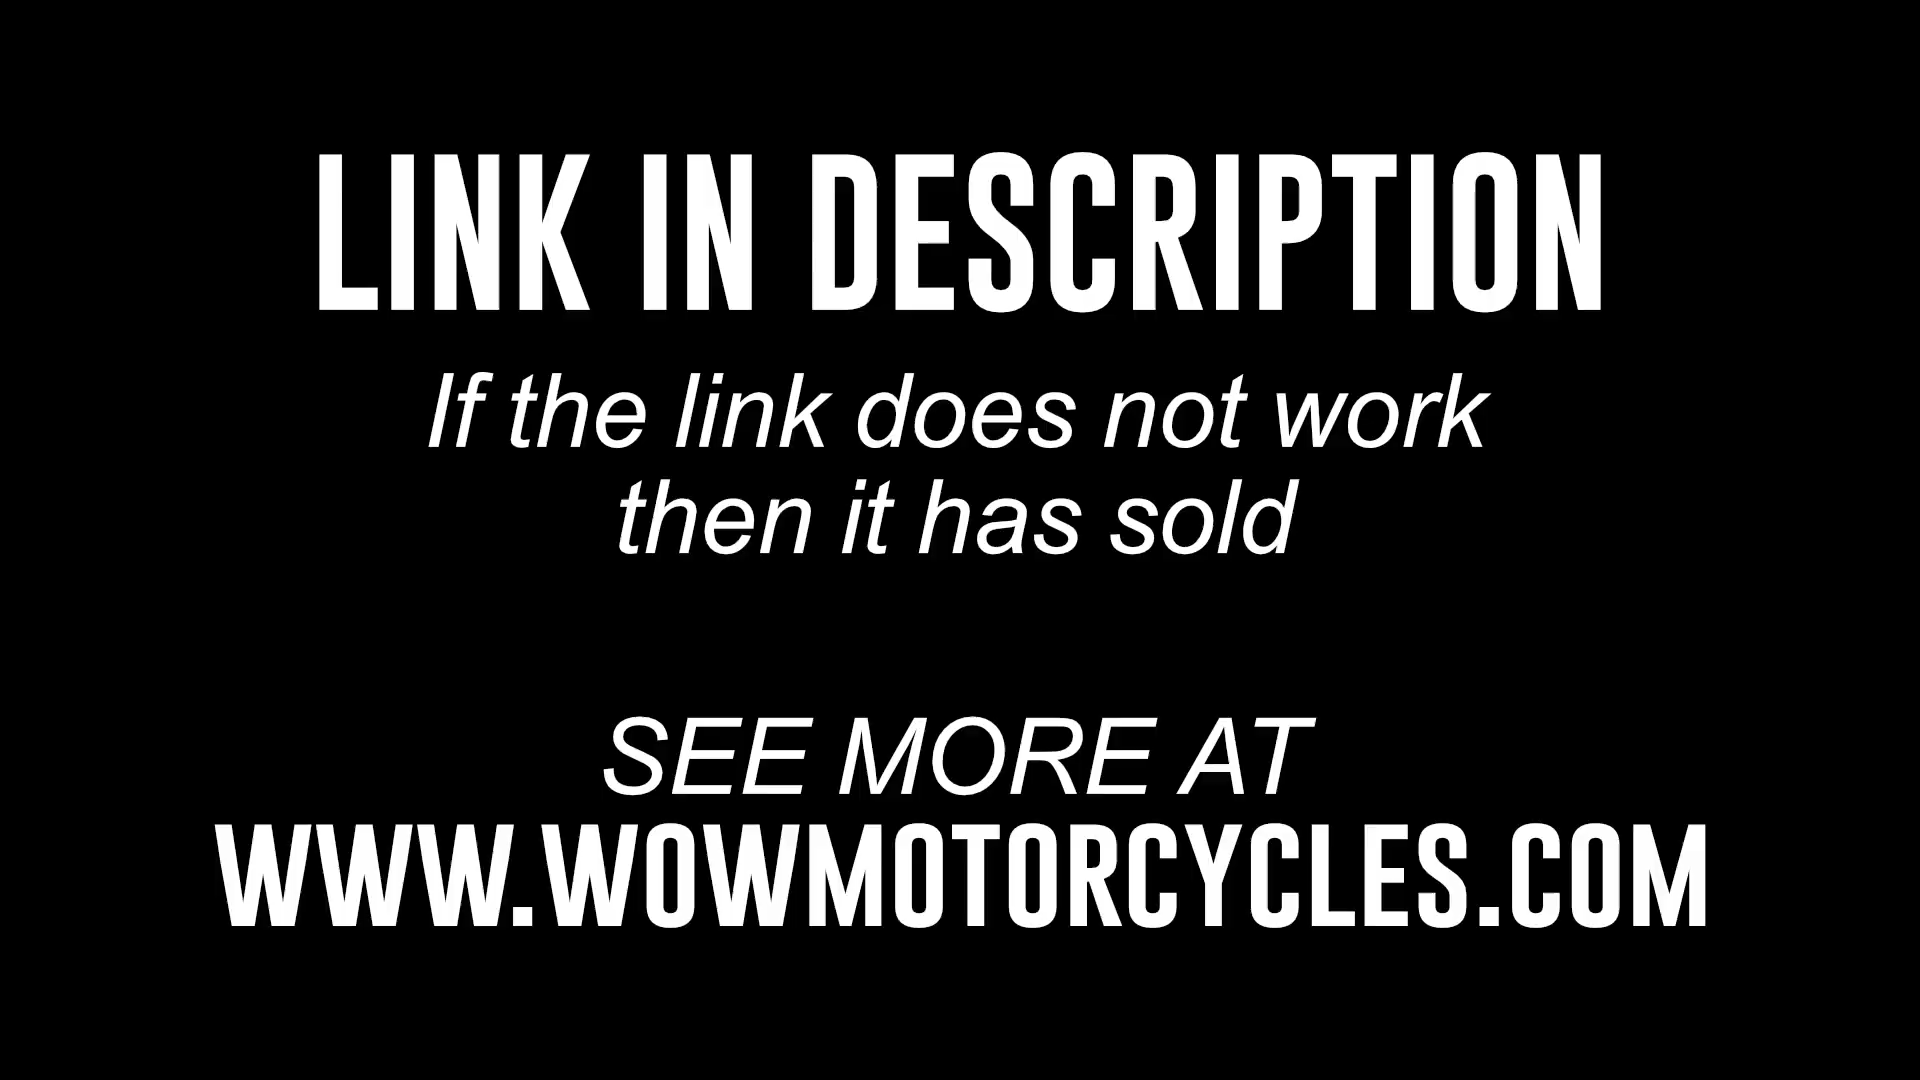 LINK IN DESCRIPTION
If the link does not work
then it has sold
SEE MORE AT
WWW.WOWMOTORCYCLES.COM